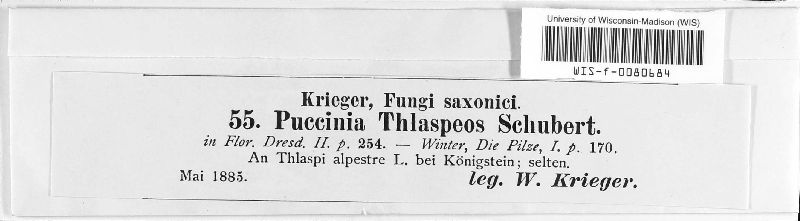 University of Wisconsin-Madison (WIS)
WIS-f-0080684
Krieger, Fungi saxonici.
55. Puccinia Thlaspeos Schubert.
in Flor. Dresd. II. p. 254. — Winter, Die Pilze, I. p. 170.
An Thlaspi alpestre L. bei Königstein; selten.
Mai 1885. leg. W. Krieger.